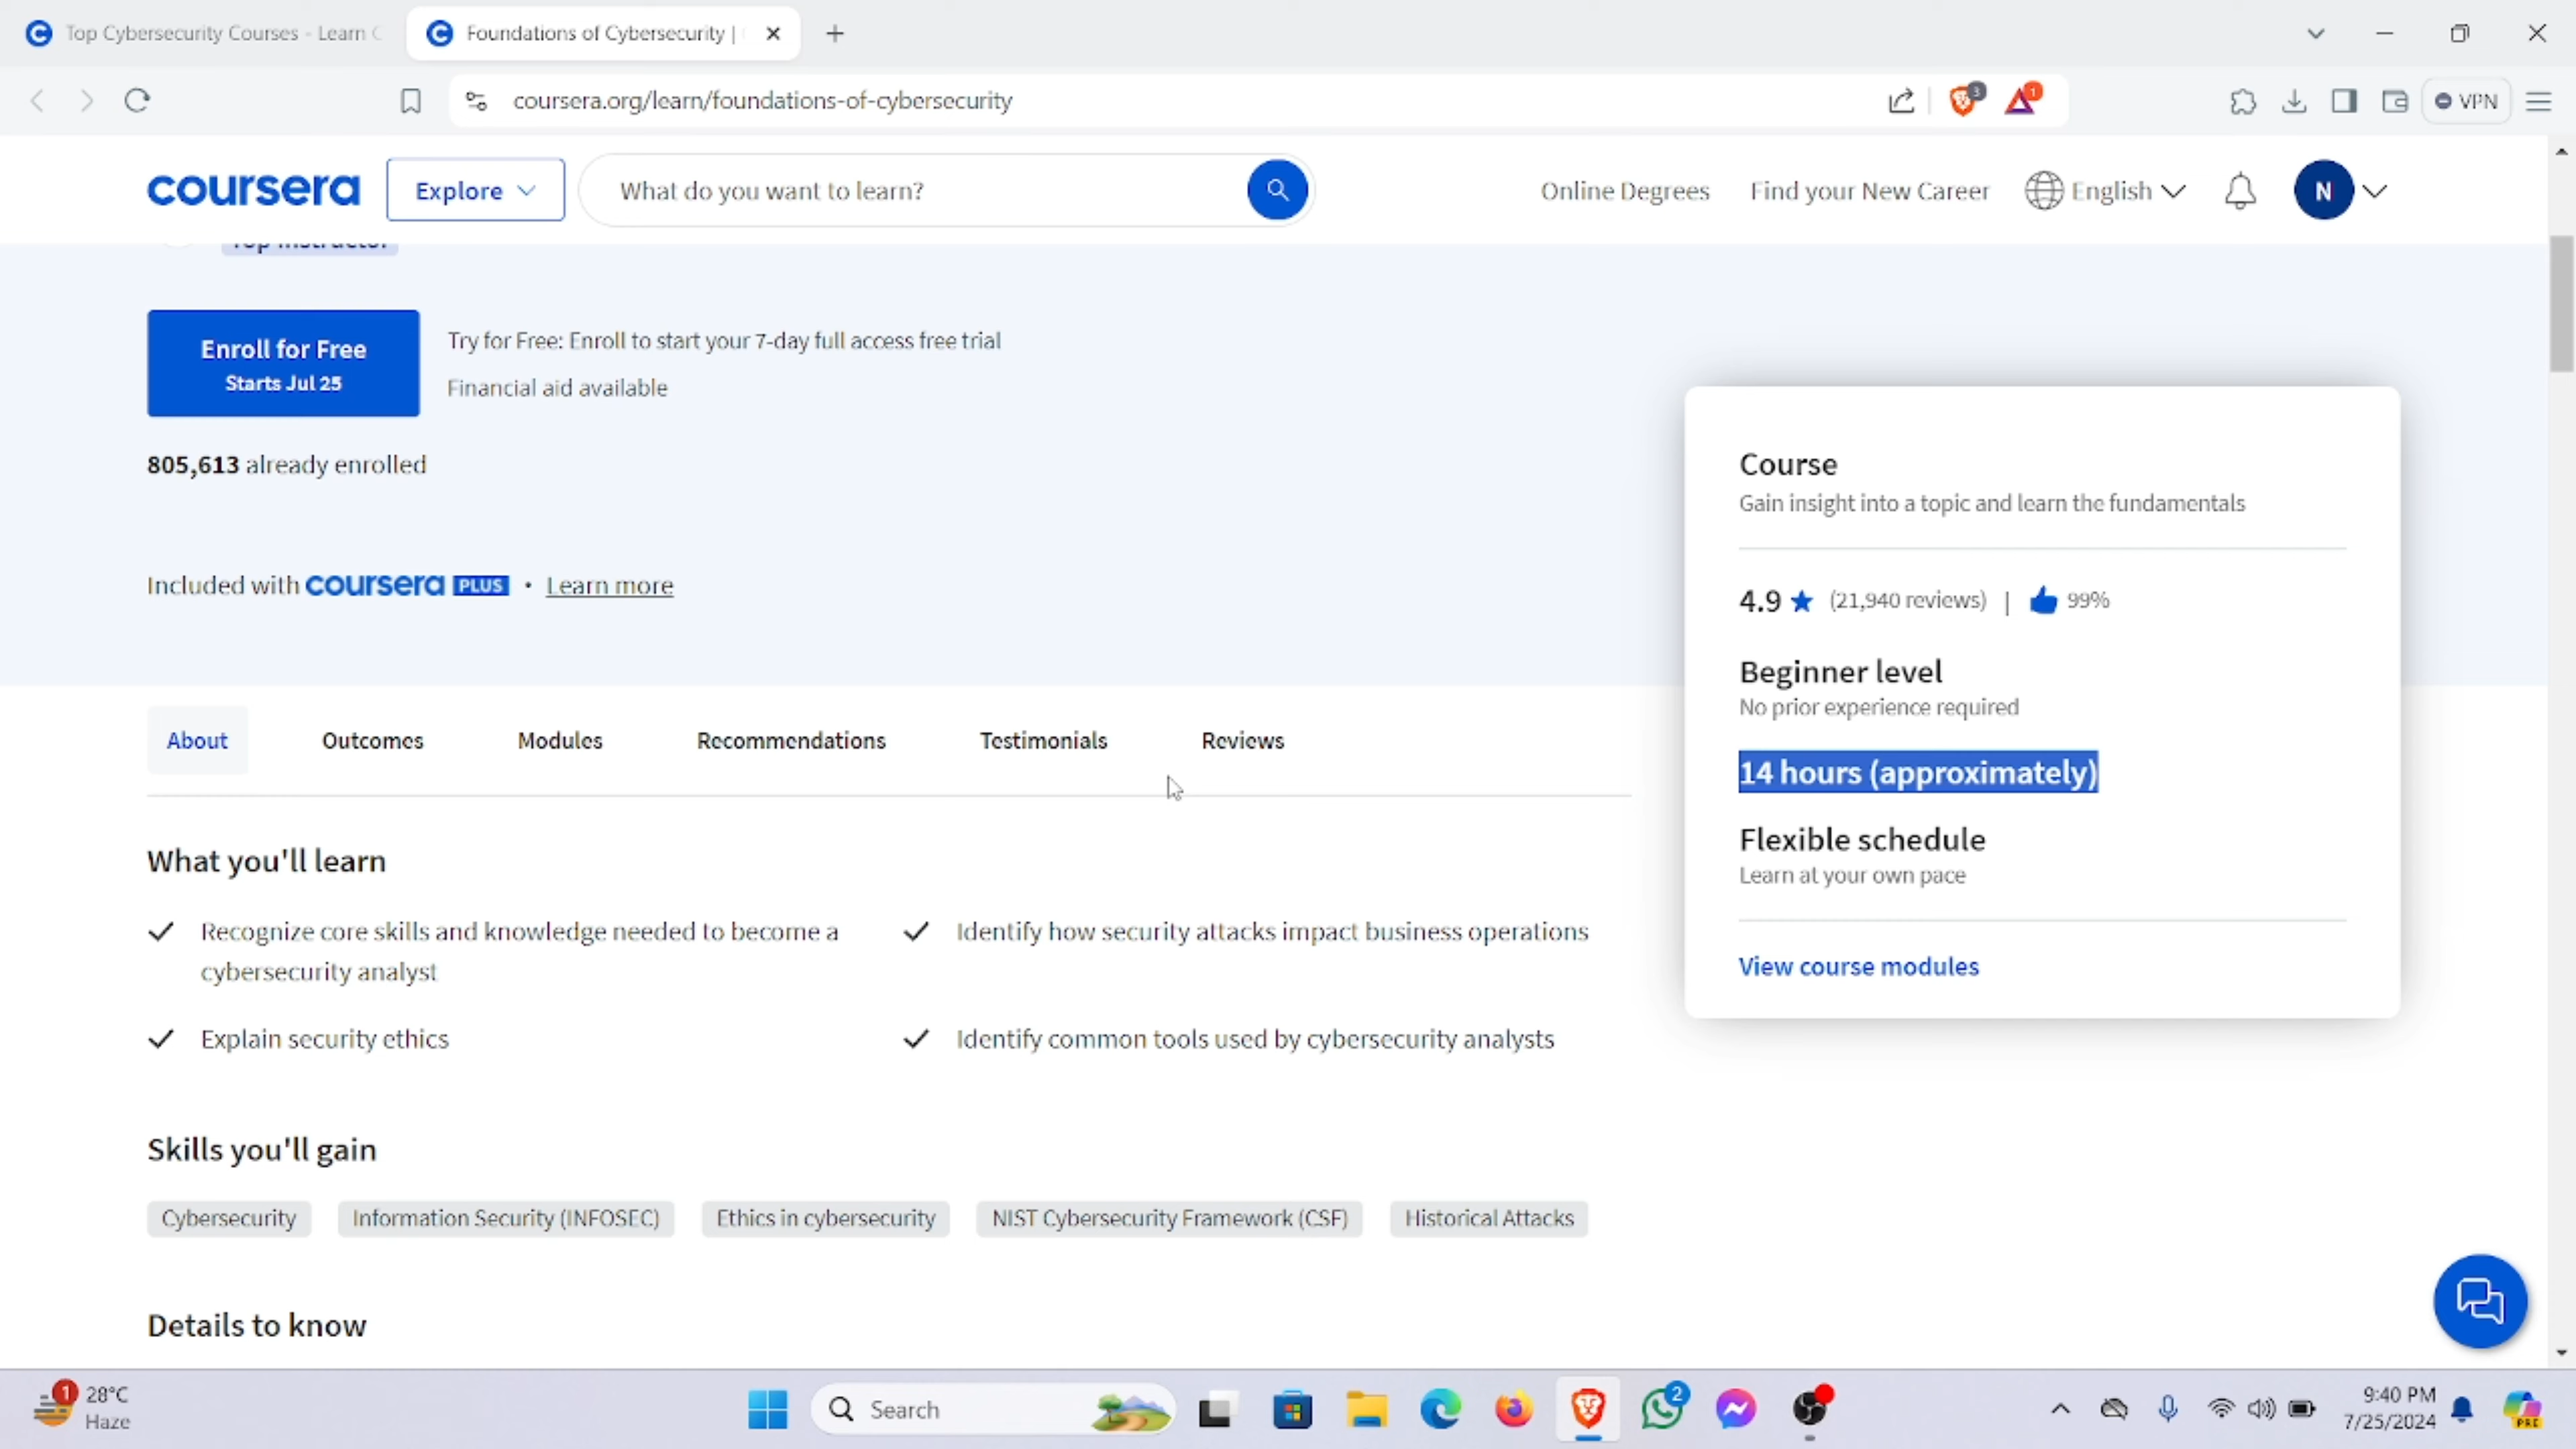 Top Cybersecurity Courses - Learn C
Foundations of Cybersecurity |
coursera.org/learn/foundations-of-cybersecurity
3
1
VPN
coursera
Explore
What do you want to learn?
Online Degrees
Find your New Career
English
N
Top Instructor
Enroll for Free
Starts Jul 25
Try for Free: Enroll to start your 7-day full access free trial
Financial aid available
805,613 already enrolled
Included with coursera PLUS • Learn more
Course
Gain insight into a topic and learn the fundamentals
4.9 ★ (21,940 reviews) | 99%
Beginner level
No prior experience required
14 hours (approximately)
Flexible schedule
Learn at your own pace
View course modules
About
Outcomes
Modules
Recommendations
Testimonials
Reviews
What you'll learn
Recognize core skills and knowledge needed to become a
cybersecurity analyst
Identify how security attacks impact business operations
Explain security ethics
Identify common tools used by cybersecurity analysts
Skills you'll gain
Cybersecurity
Information Security (INFOSEC)
Ethics in cybersecurity
NIST Cybersecurity Framework (CSF)
Historical Attacks
Details to know
1
28°C
Haze
Search
2
9:40 PM
7/25/2024
PRE